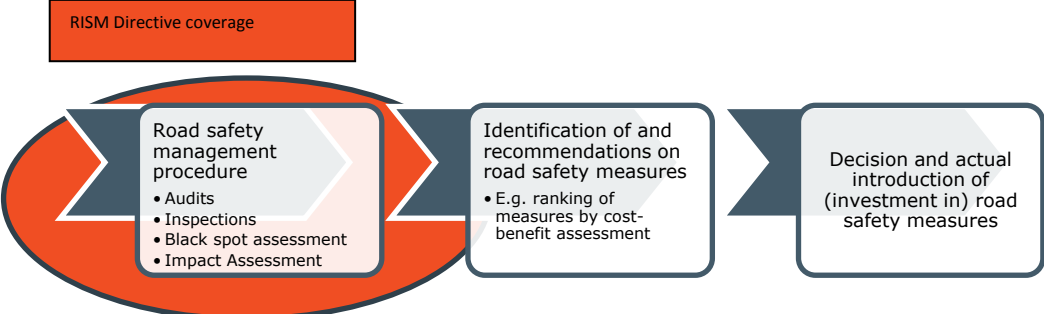 RISM Directive coverage
Road safety
management
procedure
• Audits
• Inspections
• Black spot assessment
• Impact Assessment
Identification of and
recommendations on
road safety measures
• E.g. ranking of
measures by cost-
benefit assessment
Decision and actual
introduction of
(investment in) road
safety measures